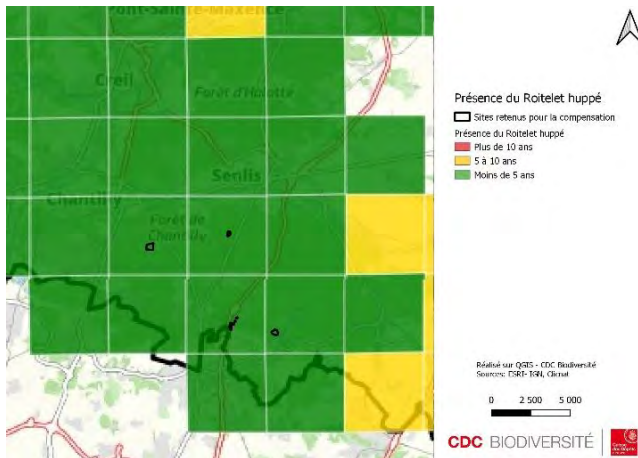 Pont-Sainte-Maxence
Creil
Forêt d'Halatte
Senlis
Chantilly
Forêt de
Chantilly
Présence du Roitelet huppé
Sites retenus pour la compensation
Présence du Roitelet huppé
Plus de 10 ans
5 à 10 ans
Moins de 5 ans
Réalisé sur QGIS - CDC Biodiversité
Sources: ESRI- IGN, Clicnat
0 2 500 5 000
CDC BIODIVERSITÉ